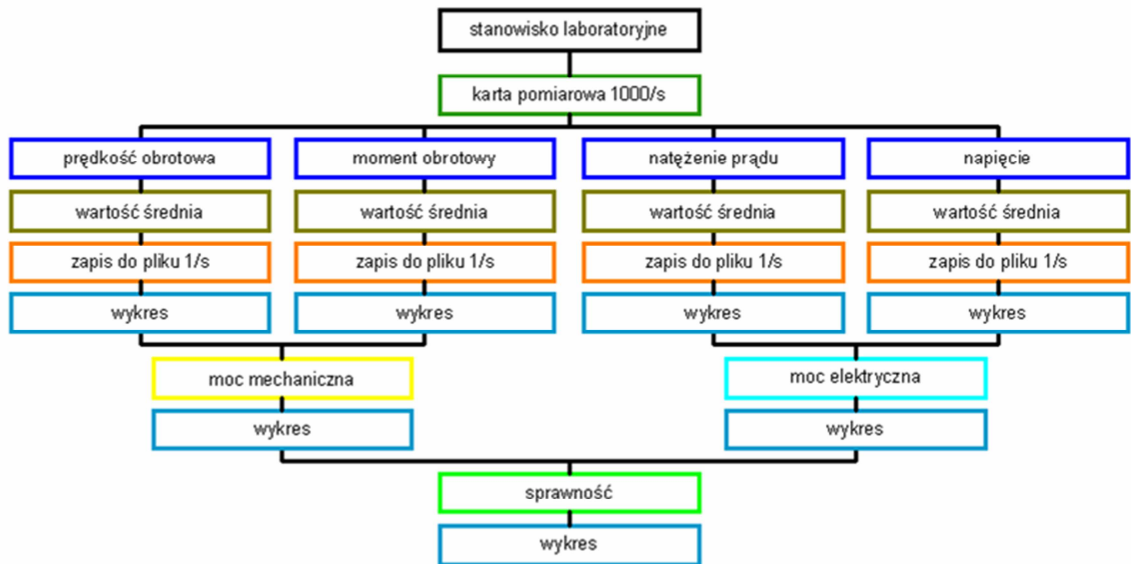 stanowisko laboratoryjne
karta pomiarowa 1000/s
prędkość obrotowa
moment obrotowy
natężenie prądu
napięcie
wartość średnia
wartość średnia
wartość średnia
wartość średnia
zapis do pliku 1/s
zapis do pliku 1/s
zapis do pliku 1/s
zapis do pliku 1/s
wykres
wykres
wykres
wykres
moc mechaniczna
moc elektryczna
wykres
wykres
sprawność
wykres